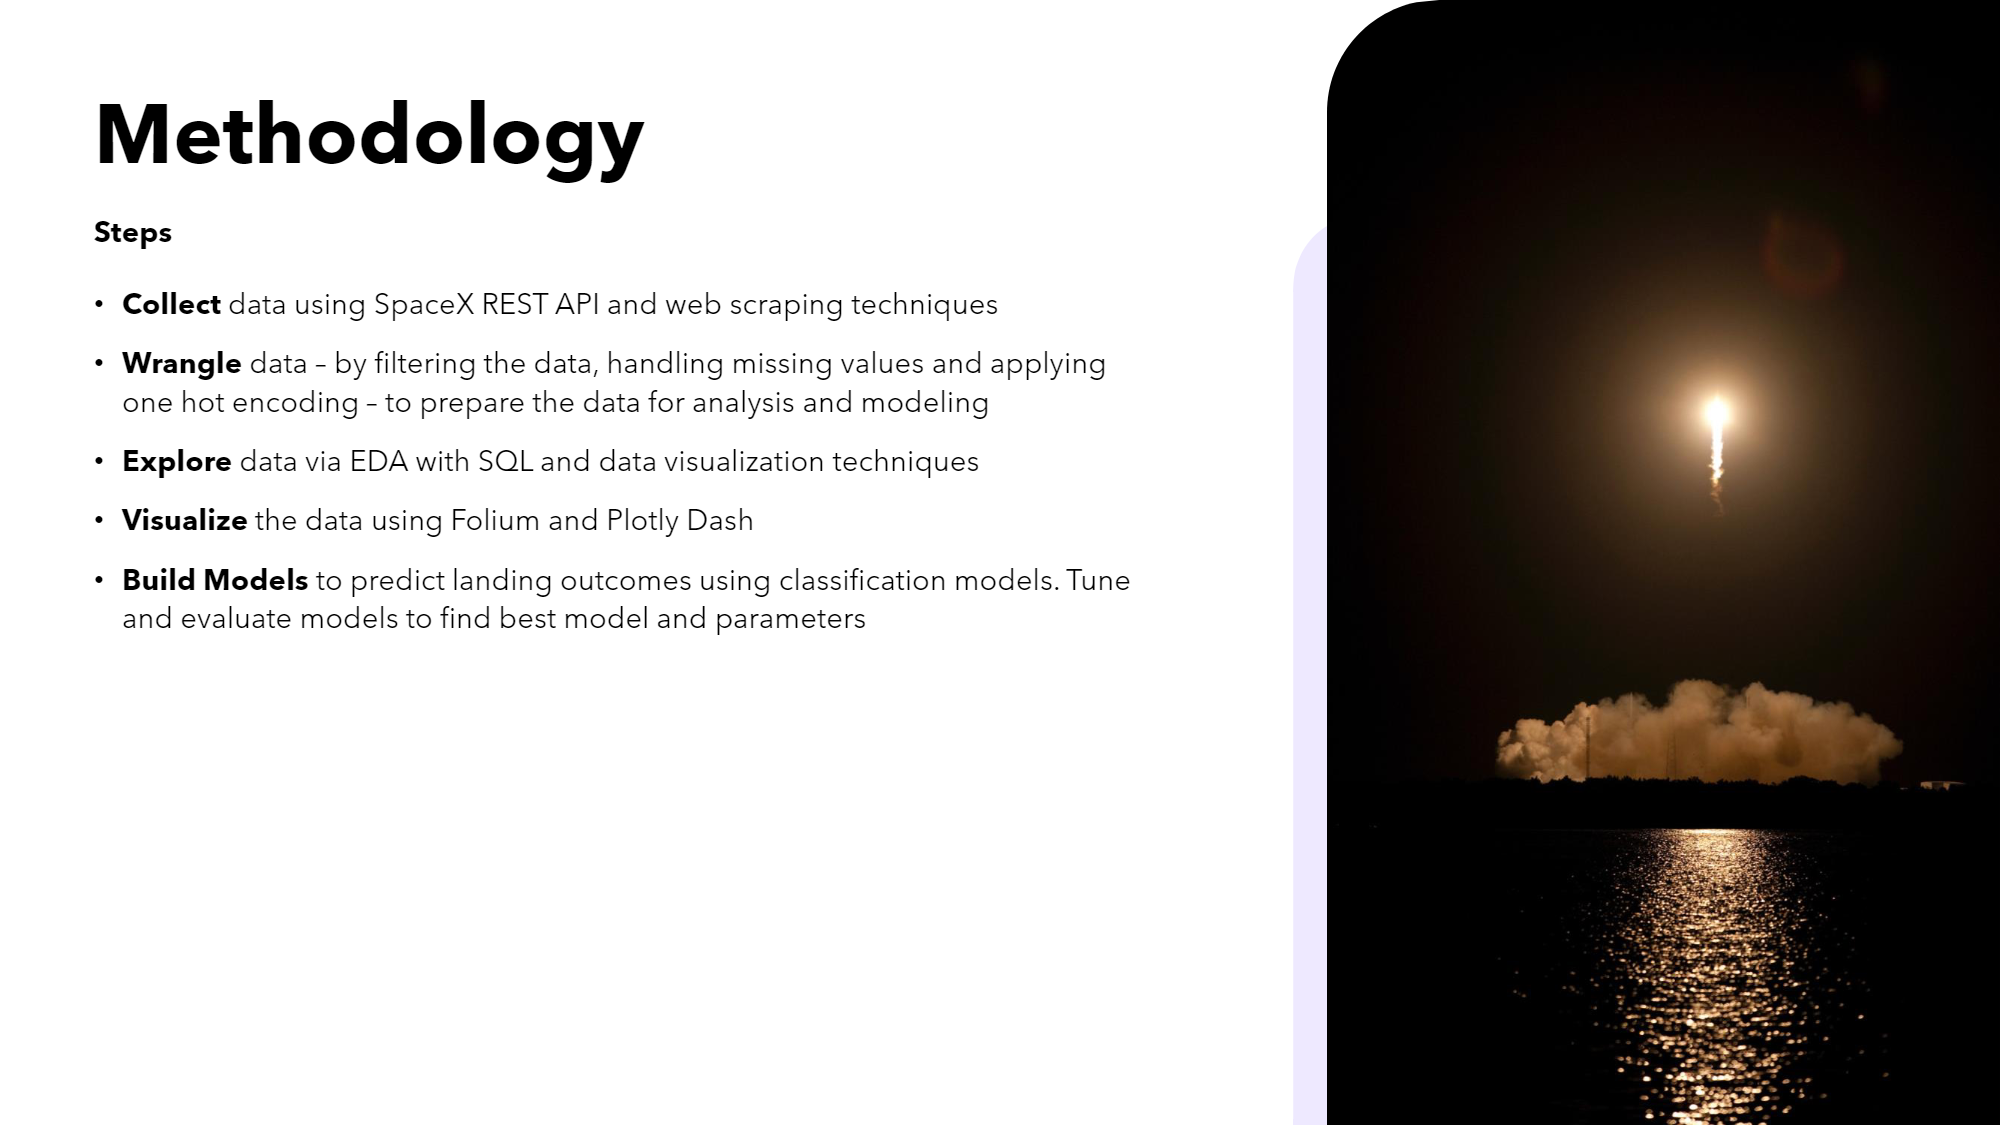 Methodology
Steps
• Collect data using SpaceX REST API and web scraping techniques
• Wrangle data – by filtering the data, handling missing values and applying
one hot encoding – to prepare the data for analysis and modeling
• Explore data via EDA with SQL and data visualization techniques
• Visualize the data using Folium and Plotly Dash
• Build Models to predict landing outcomes using classification models. Tune
and evaluate models to find best model and parameters